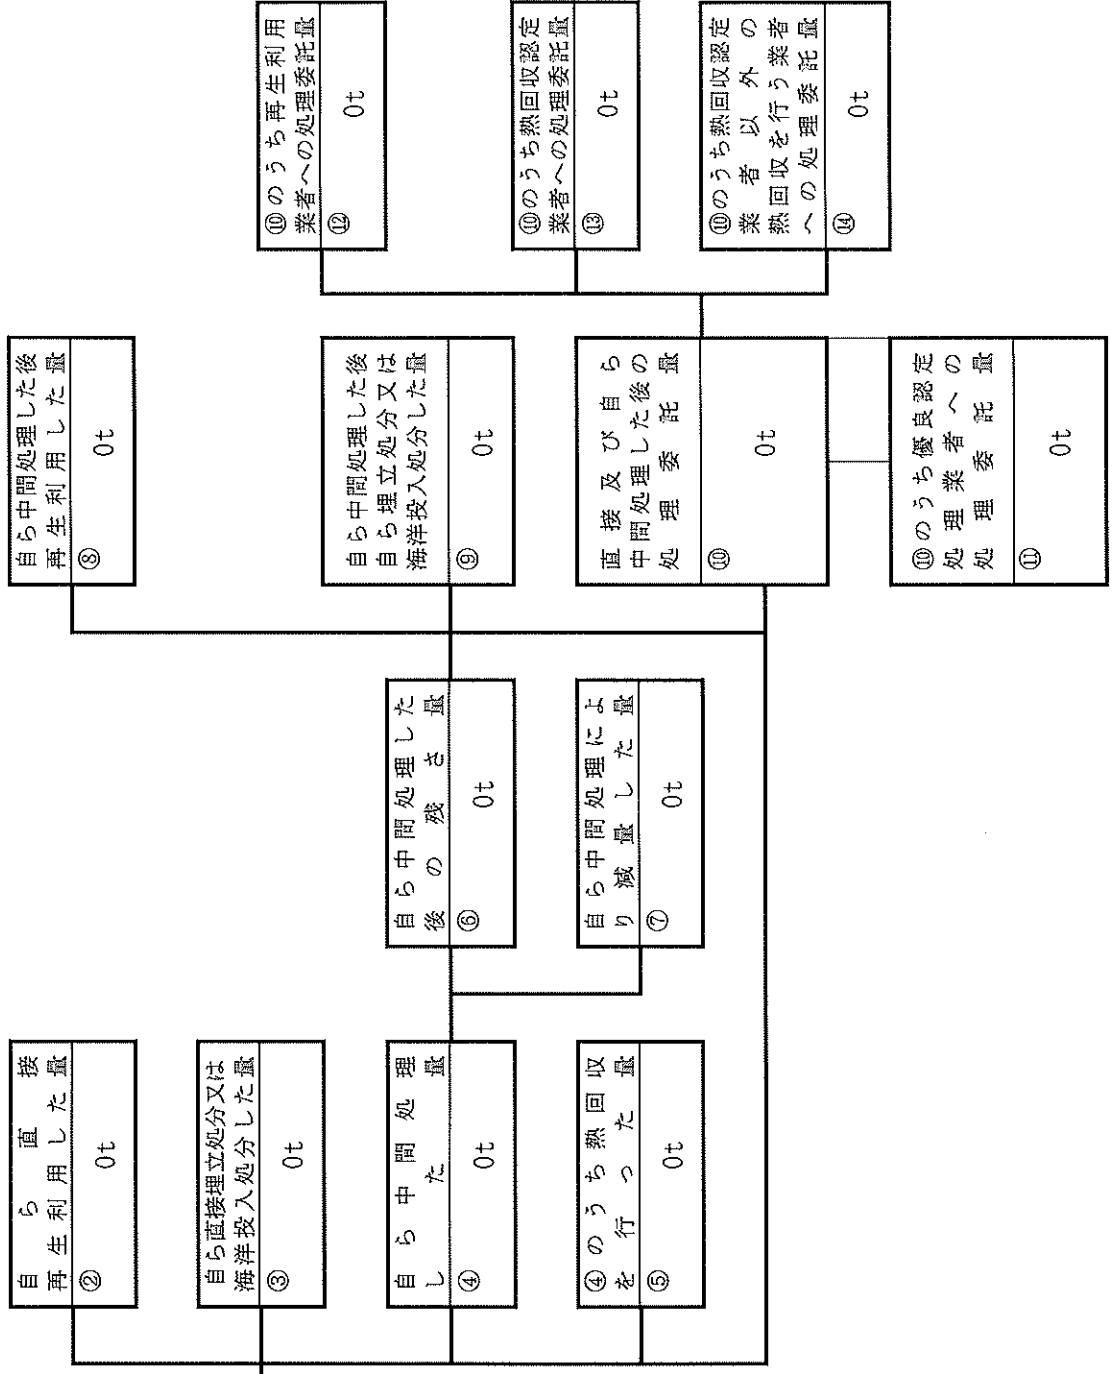 自ら直接
再生利用した量
②
0t
自ら直接埋立処分又は
海洋投入処分した量
③
0t
自ら中間処理
した量
④
0t
④のうち熱回収
を行った量
⑤
0t
自ら中間処理した
後の残さ量
⑥
0t
自ら中間処理によ
り減量した量
⑦
0t
自ら中間処理した後
再生利用した量
⑧
0t
自ら中間処理した後
自ら埋立処分又は
海洋投入処分した量
⑨
0t
直接及び自ら
中間処理した後の
処理委託量
⑩
0t
⑩のうち優良認定
処理業者への
処理委託量
⑪
0t
⑩のうち再生利用
業者への処理委託量
⑫
0t
⑩のうち熱回収認定
業者への処理委託量
⑬
0t
⑩のうち熱回収認定
業者以外の
熱回収を行う業者
への処理委託量
⑭
0t